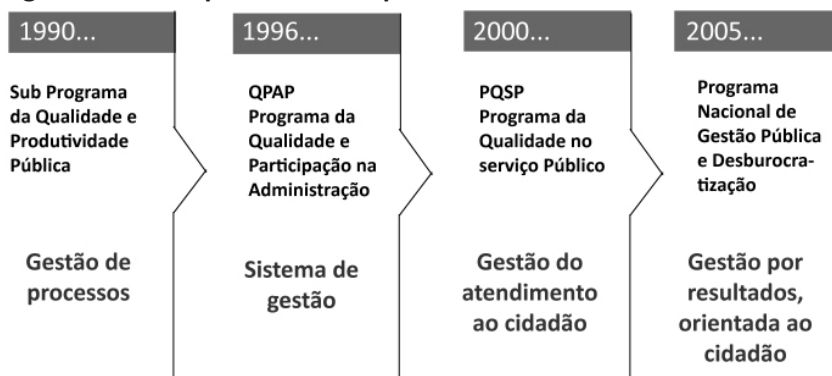 1990...
Sub Programa
da Qualidade e
Produtividade
Pública
Gestão de
processos
1996...
QPAP
Programa da
Qualidade e
Participação na
Administração
Sistema de
gestão
2000...
PQSP
Programa da
Qualidade no
serviço Público
Gestão do
atendimento
ao cidadão
2005...
Programa
Nacional de
Gestão Pública
e Desburocra-
tização
Gestão por
resultados,
orientada ao
cidadão